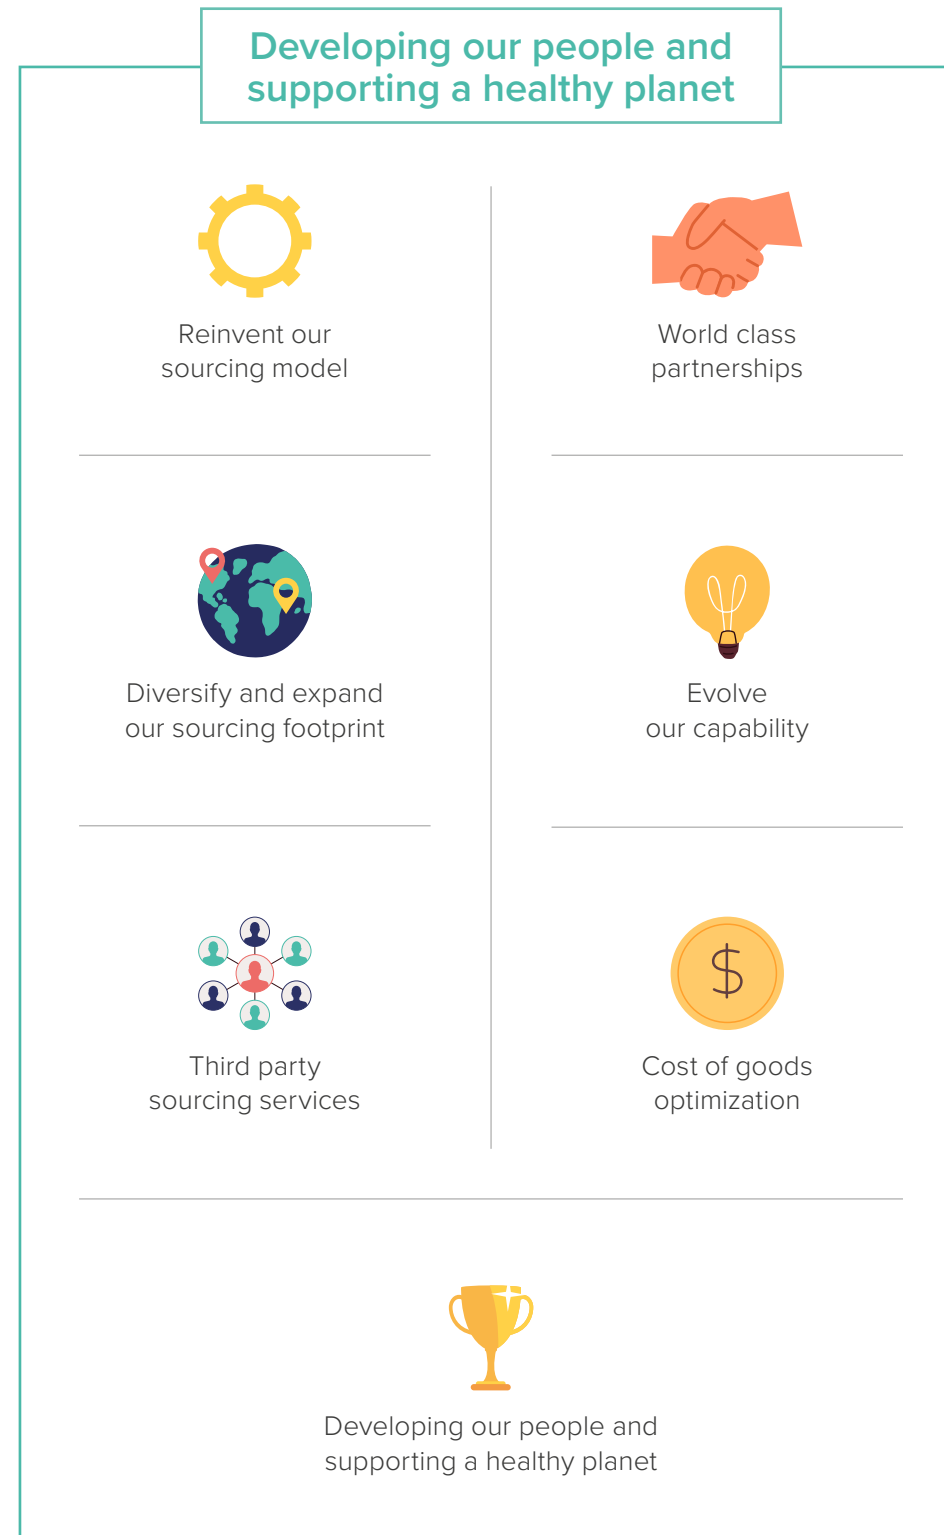 Developing our people and
supporting a healthy planet
Reinvent our
sourcing model
World class
partnerships
Diversify and expand
our sourcing footprint
Evolve
our capability
Third party
sourcing services
$
Cost of goods
optimization
Developing our people and
supporting a healthy planet